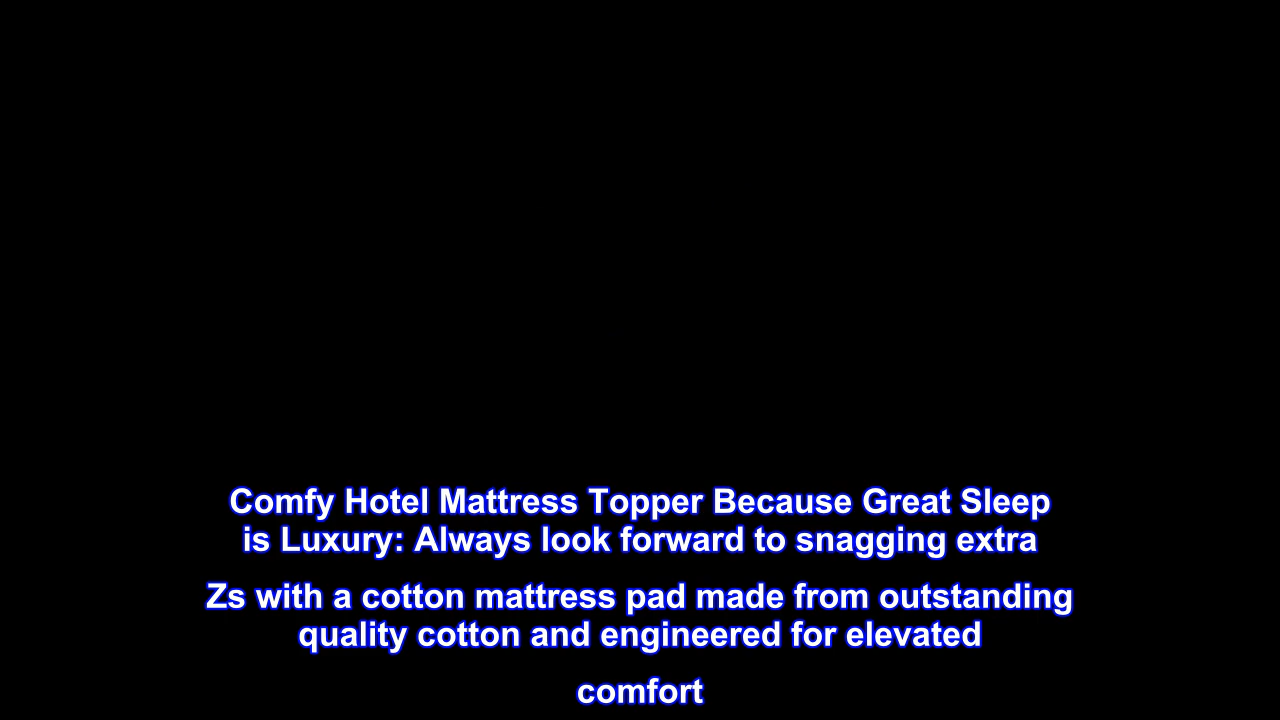 Comfy Hotel Mattress Topper Because Great Sleep
is Luxury: Always look forward to snagging extra
Zs with a cotton mattress pad made from outstanding
quality cotton and engineered for elevated
comfort